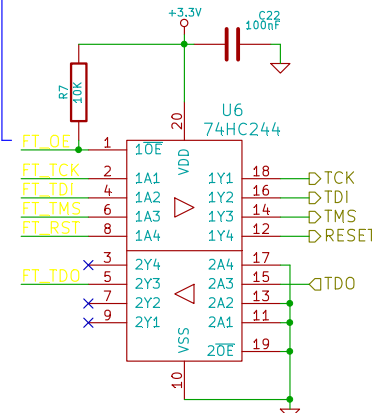 +3.3V
C22
100nF
R7
10K
U6
74HC244
20
VDD
FT_OE 1 1OE
FT_TCK 2 1A1 1Y1 18 TCK
FT_TDI 4 1A2 1Y2 16 TDI
FT_TMS 6 1A3 1Y3 14 TMS
FT_RST 8 1A4 1Y4 12 RESET
3 2Y4 2A4 17
FT_TDO 5 2Y3 2A3 15 TDO
7 2Y2 2A2 13
9 2Y1 2A1 11
2OE 19
VSS
10